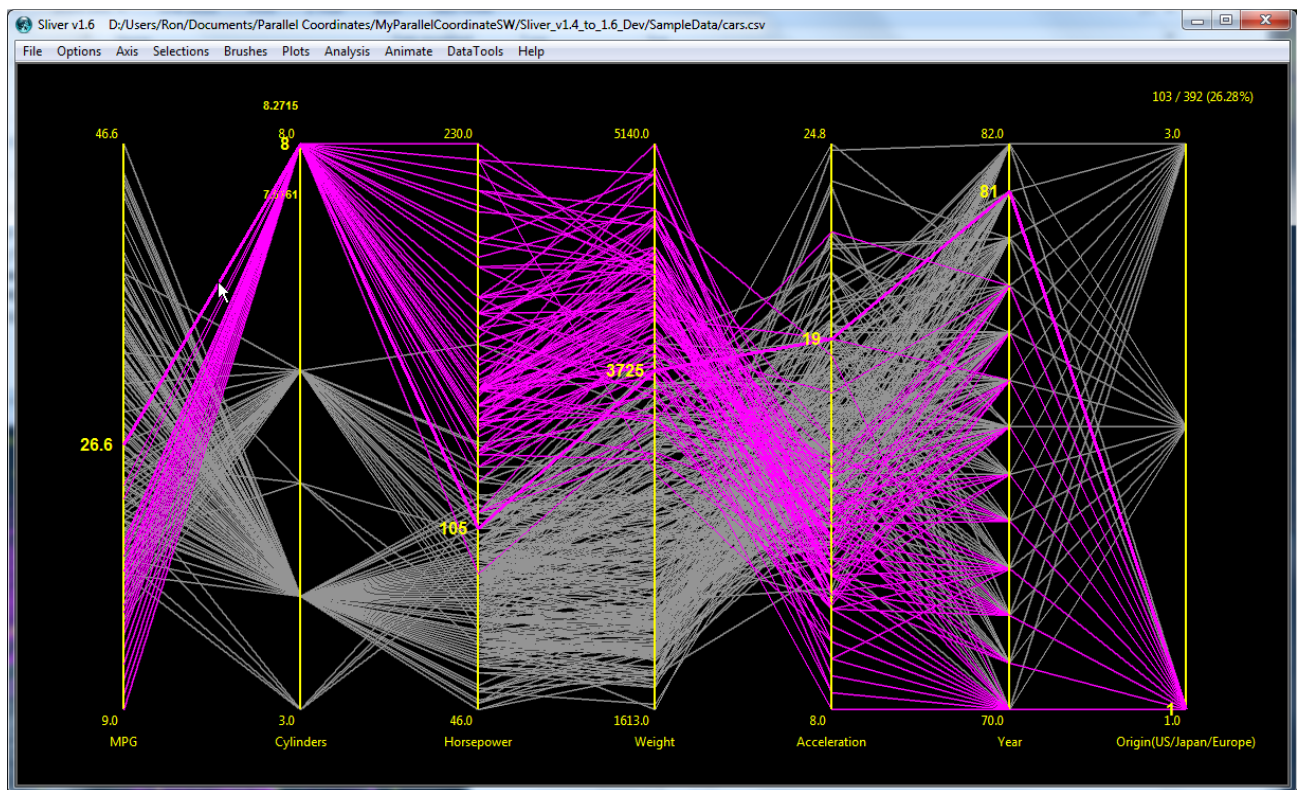 Sliver v1.6 D:/Users/Ron/Documents/Parallel Coordinates/MyParallelCoordinateSW/Sliver_v1.4_to_1.6_Dev/SampleData/cars.csv
File Options Axis Selections Brushes Plots Analysis Animate DataTools Help
103 / 392 (26.28%)
8.2715
46.6 8.0 230.0 5140.0 24.8 82.0 3.0
8
81
19
3725
26.6
105
1
9.0 3.0 46.0 1613.0 8.0 70.0 1.0
MPG Cylinders Horsepower Weight Acceleration Year Origin(US/Japan/Europe)